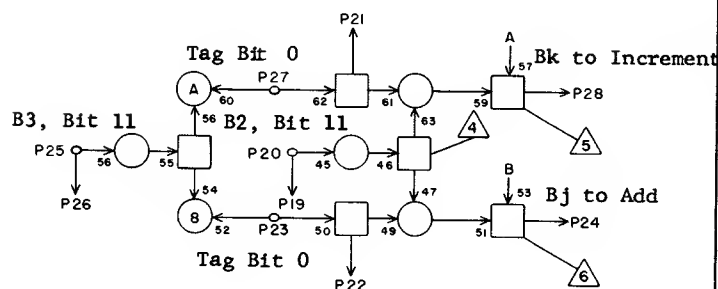 P21
Tag Bit 0
A
Bk to Increment
P27
57
A
60
62
61
59
P28
56
B3, Bit 11
B2, Bit 11
63
4
5
P25
56
55
P20
45
46
54
47
B
53
Bj to Add
P26
P19
8
52
P23
50
49
51
P24
Tag Bit 0
P22
6